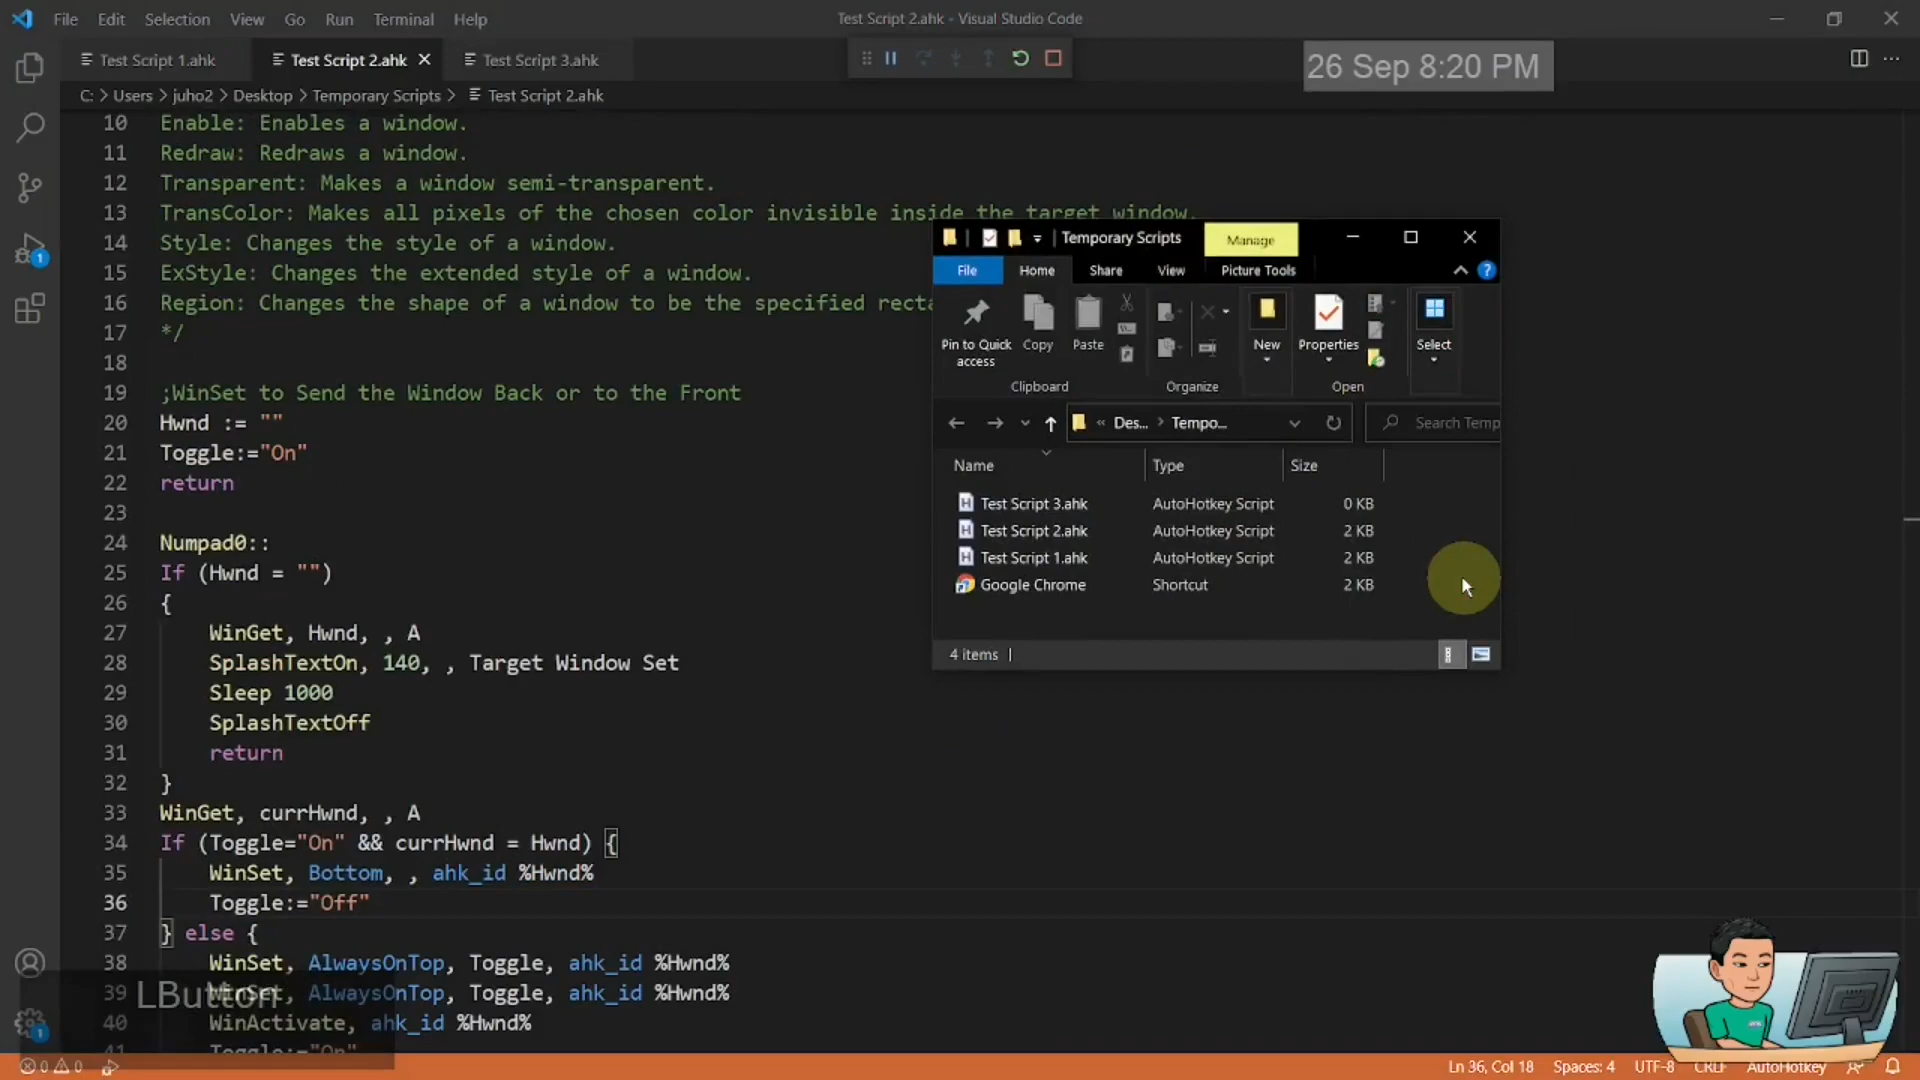 File Edit Selection View Go Run Terminal Help
Test Script 2.ahk - Visual Studio Code
Test Script 1.ahk
Test Script 2.ahk
Test Script 3.ahk
26 Sep 8:20 PM
C: > Users > juho2 > Desktop > Temporary Scripts > Test Script 2.ahk
10 Enable: Enables a window.
11 Redraw: Redraws a window.
12 Transparent: Makes a window semi-transparent.
13 TransColor: Makes all pixels of the chosen color invisible inside the target window.
14 Style: Changes the style of a window.
15 ExStyle: Changes the extended style of a window.
16 Region: Changes the shape of a window to be the specified
17 */
18
19 ;WinSet to Send the Window Back or to the Front
20 Hwnd := ""
21 Toggle:="On"
22 return
23
24 Numpad0::
25 If (Hwnd = "")
26 {
27 WinGet, Hwnd, , A
28 SplashTextOn, 140, , Target Window Set
29 Sleep 1000
30 SplashTextOff
31 return
32 }
33 WinGet, currHwnd, , A
34 If (Toggle="On" && currHwnd = Hwnd) {
35 WinSet, Bottom, , ahk_id %Hwnd%
36 Toggle:="Off"
37 } else {
38 WinSet, AlwaysOnTop, Toggle, ahk_id %Hwnd%
39 WinSet, AlwaysOnTop, Toggle, ahk_id %Hwnd%
40 WinActivate, ahk_id %Hwnd%
41 Toggle:="On"
LButton
Temporary Scripts
Manage
File Home Share View Picture Tools
Pin to Quick access
Copy
Paste
New
Properties
Select
Clipboard
Organize
Open
« Des... > Tempo...
Search Temp
Name Type Size
Test Script 3.ahk AutoHotkey Script 0 KB
Test Script 2.ahk AutoHotkey Script 2 KB
Test Script 1.ahk AutoHotkey Script 2 KB
Google Chrome Shortcut 2 KB
4 items
1
1
0 0
Ln 36, Col 18 Spaces: 4 UTF-8 CRLF AutoHotkey